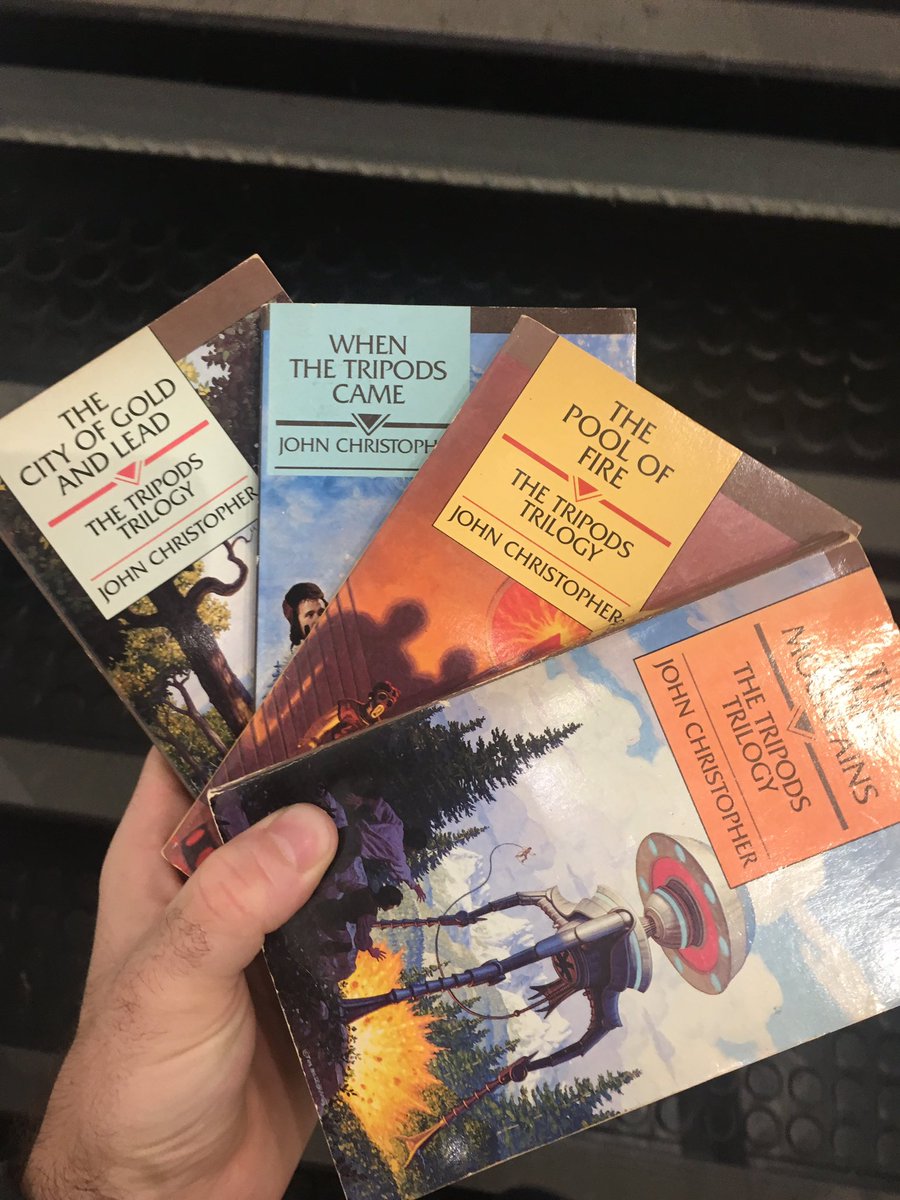 THE
CITY OF GOLD
AND LEAD
THE TRIPODS
TRILOGY
JOHN CHRISTOPHER
WHEN
THE TRIPODS
CAME
JOHN CHRISTOPH
THE
POOL OF
FIRE
THE TRIPODS
TRILOGY
JOHN CHRISTOPHER
THE TRIPODS
TRILOGY
JOHN CHRISTOPHER